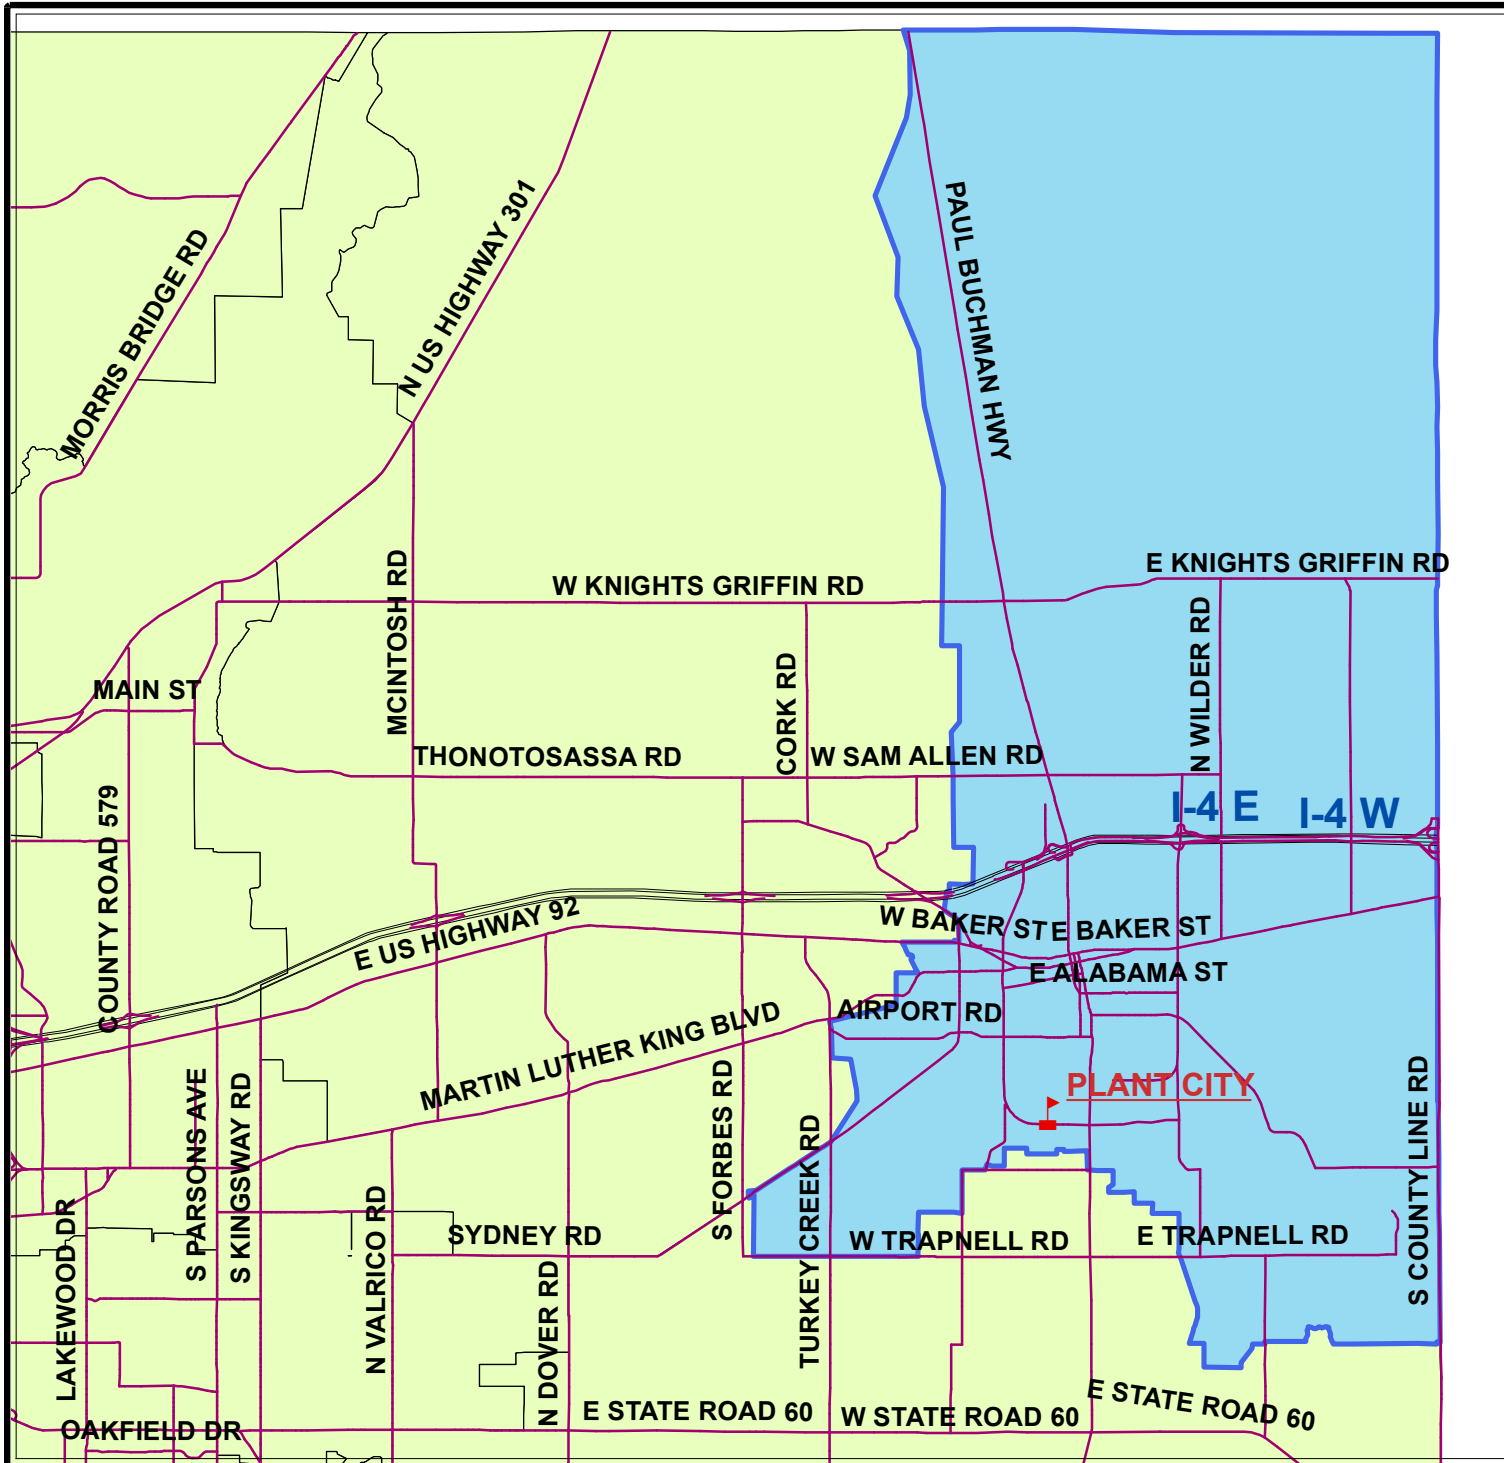 PAUL BUCHMAN HWY
N US HIGHWAY 301
MORRIS BRIDGE RD
E KNIGHTS GRIFFIN RD
W KNIGHTS GRIFFIN RD
MCINTOSH RD
N WILDER RD
CORK RD
MAIN ST
THONOTOSASSA RD
W SAM ALLEN RD
I-4 E
I-4 W
COUNTY ROAD 579
E US HIGHWAY 92
W BAKER ST
E BAKER ST
E ALABAMA ST
AIRPORT RD
MARTIN LUTHER KING BLVD
PLANT CITY
S PARSONS AVE
S KINGSWAY RD
S FORBES RD
TURKEY CREEK RD
S COUNTY LINE RD
LAKEWOOD DR
N VALRICO RD
SYDNEY RD
W TRAPNELL RD
E TRAPNELL RD
N DOVER RD
OAKFIELD DR
E STATE ROAD 60
W STATE ROAD 60
E STATE ROAD 60